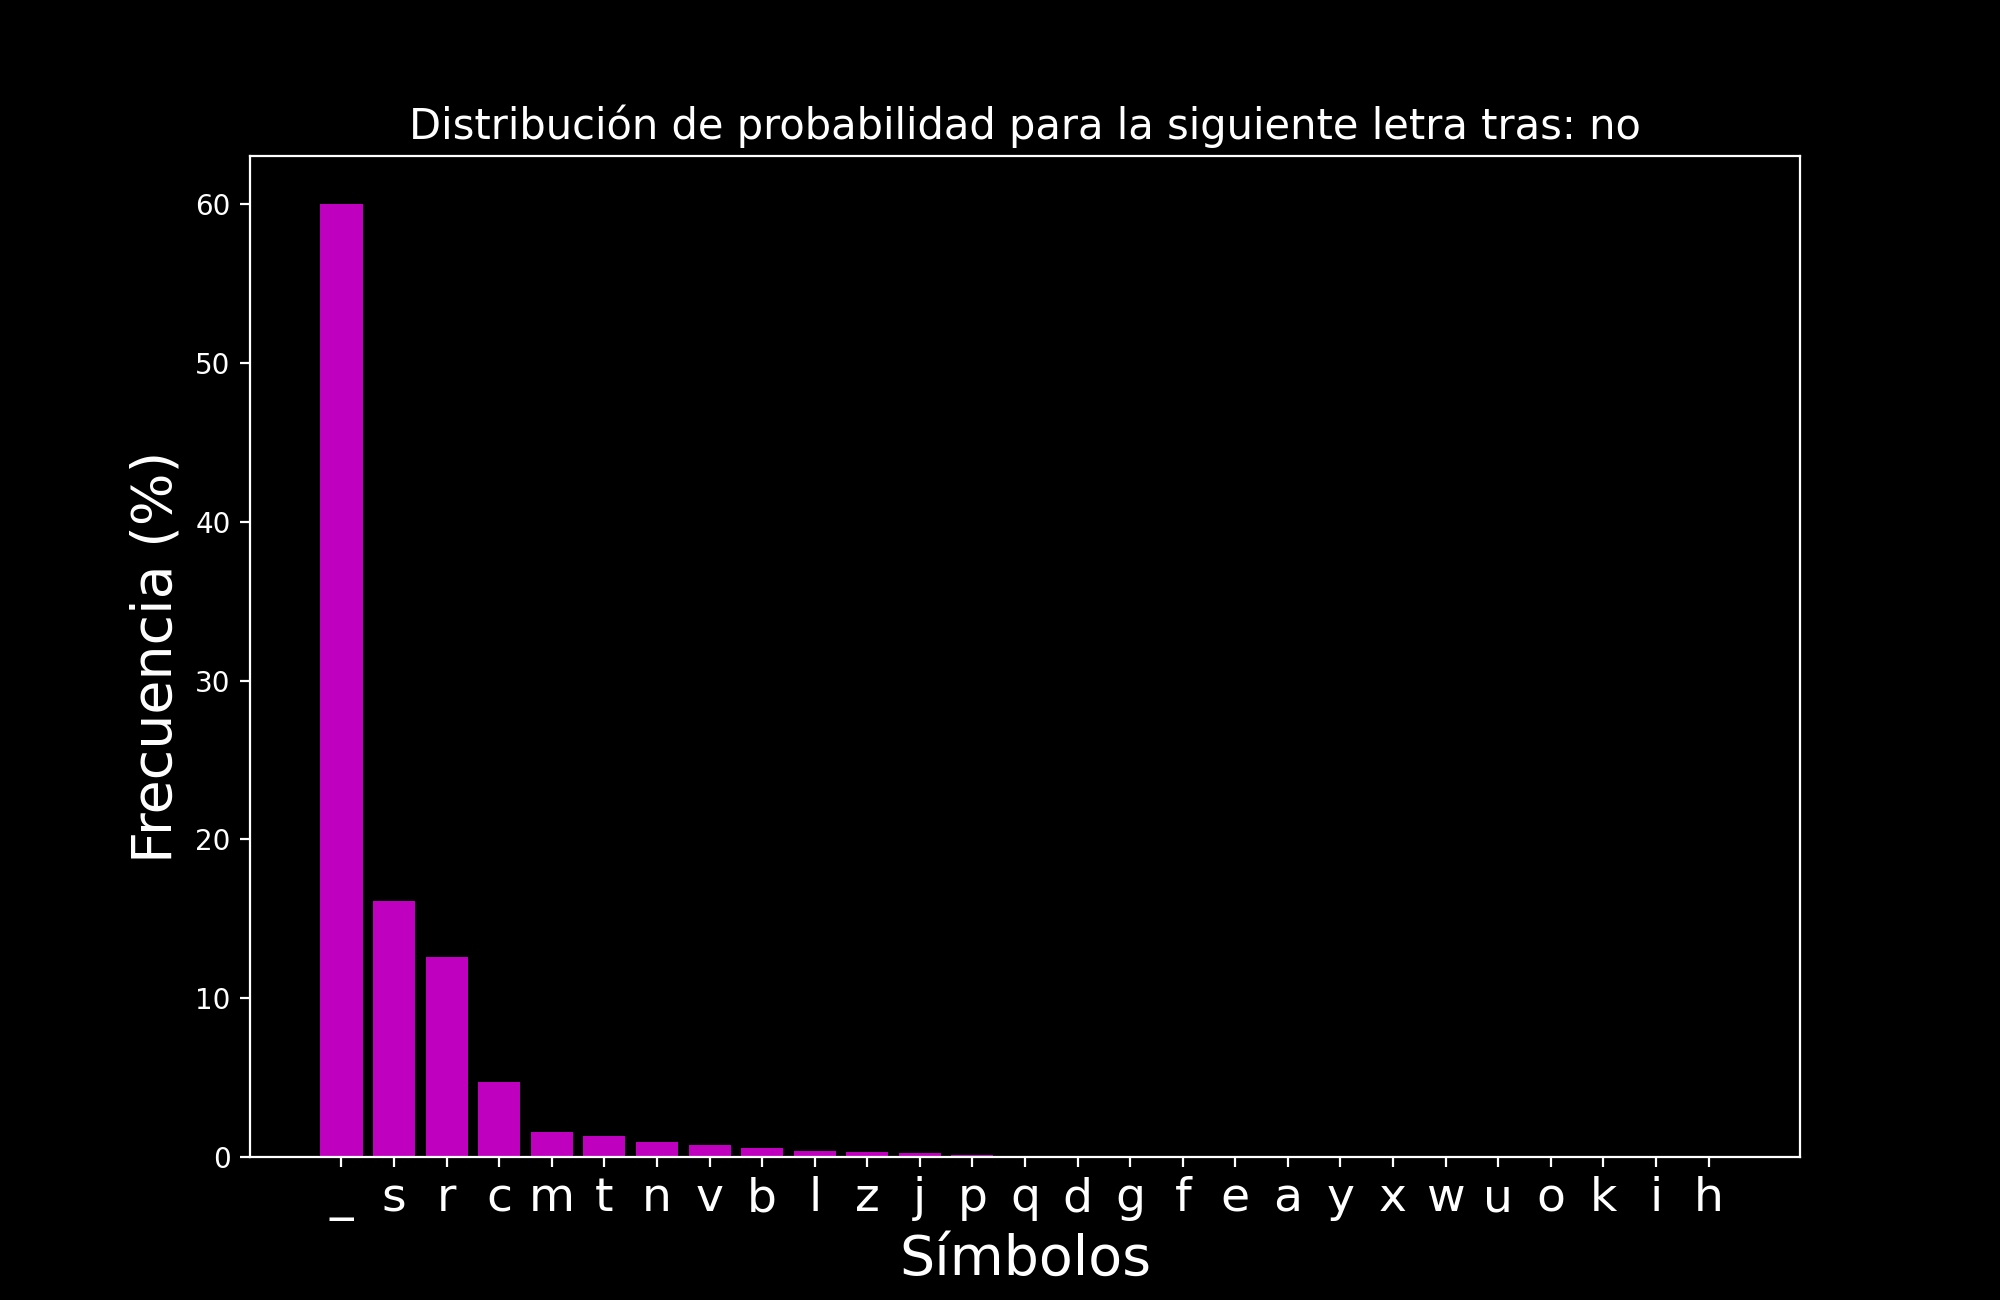 Distribución de probabilidad para la siguiente letra tras: no
60
50
40
30
20
10
0
Frecuencia (%)
_ s r c m t n v b l z j p q d g f e a y x w u o k i h
Símbolos